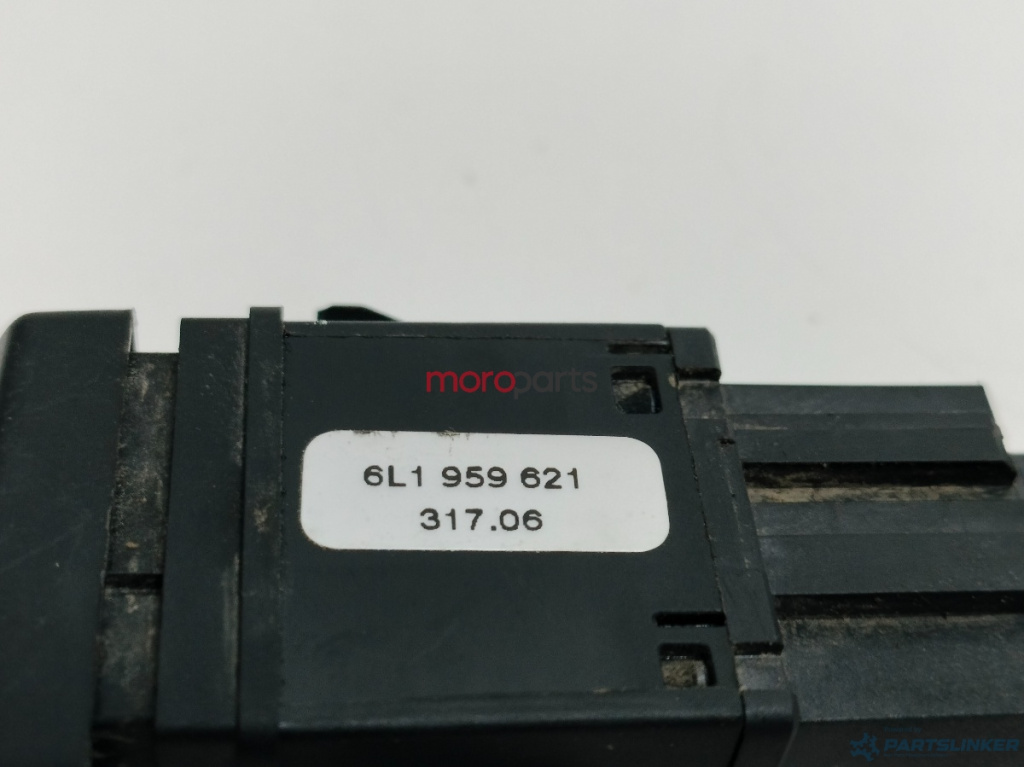 moroparts
6L1 959 621
317.06
PARTSLINKER